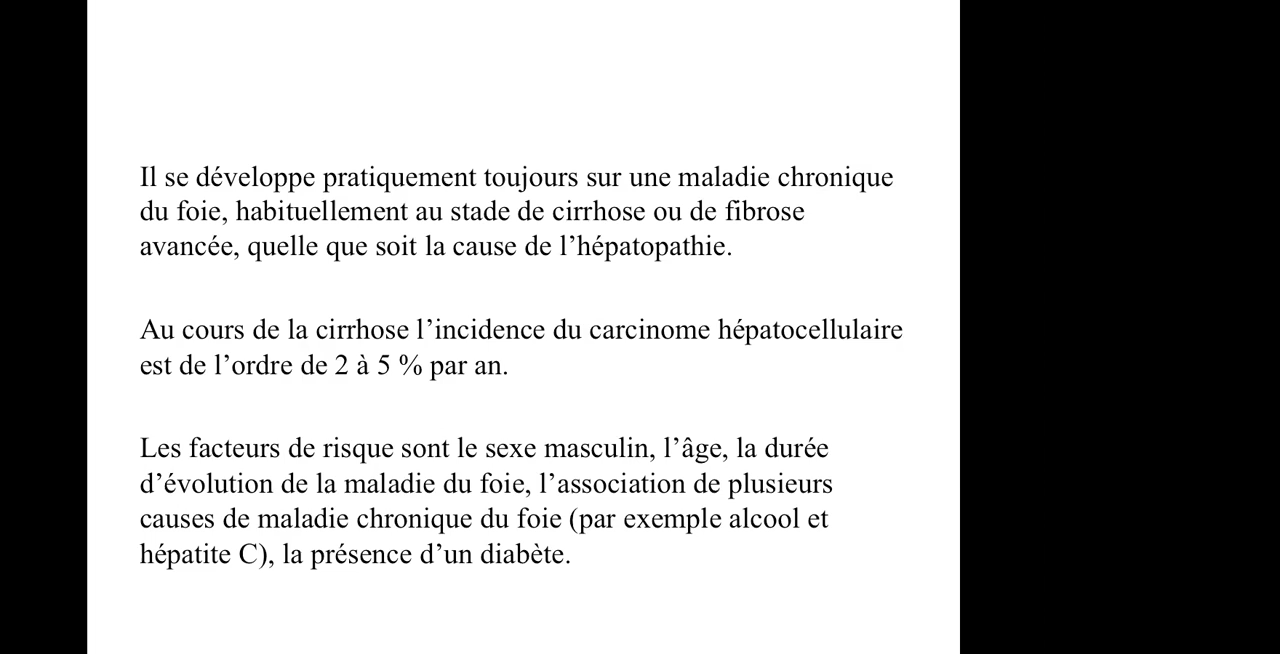 Il se développe pratiquement toujours sur une maladie chronique
du foie, habituellement au stade de cirrhose ou de fibrose
avancée, quelle que soit la cause de l’hépatopathie.
Au cours de la cirrhose l’incidence du carcinome hépatocellulaire
est de l’ordre de 2 à 5 % par an.
Les facteurs de risque sont le sexe masculin, l’âge, la durée
d’évolution de la maladie du foie, l’association de plusieurs
causes de maladie chronique du foie (par exemple alcool et
hépatite C), la présence d’un diabète.